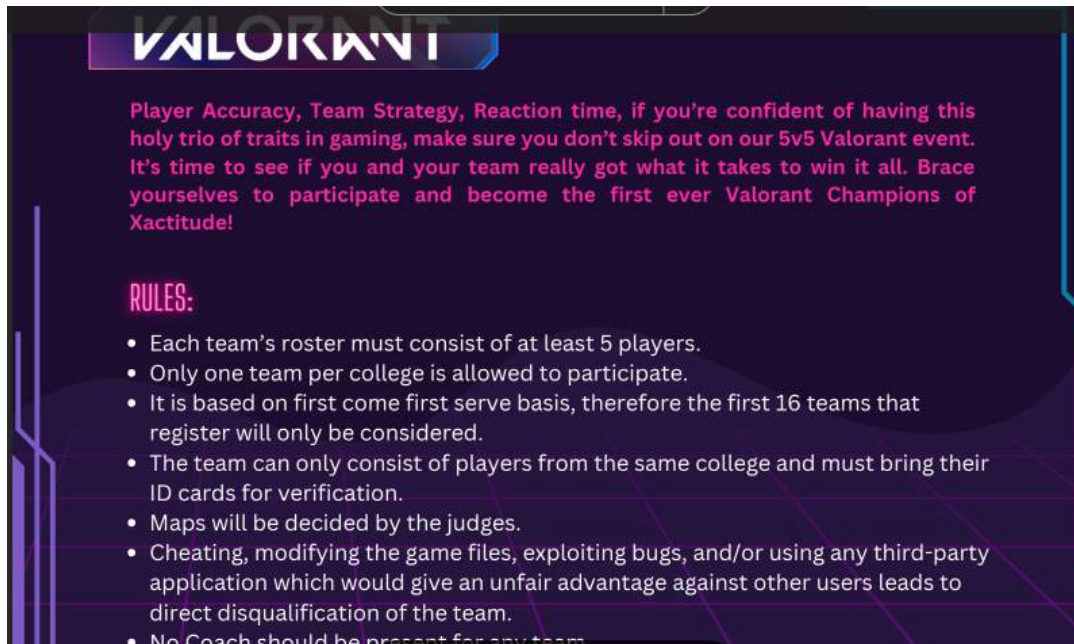 VALORANT
Player Accuracy, Team Strategy, Reaction time, if you're confident of having this
holy trio of traits in gaming, make sure you don't skip out on our 5v5 Valorant event.
It's time to see if you and your team really got what it takes to win it all. Brace
yourselves to participate and become the first ever Valorant Champions of
Xactitude!
RULES:
• Each team's roster must consist of at least 5 players.
• Only one team per college is allowed to participate.
• It is based on first come first serve basis, therefore the first 16 teams that
register will only be considered.
• The team can only consist of players from the same college and must bring their
ID cards for verification.
• Maps will be decided by the judges.
• Cheating, modifying the game files, exploiting bugs, and/or using any third-party
application which would give an unfair advantage against other users leads to
direct disqualification of the team.
• No Coach should be present for any team